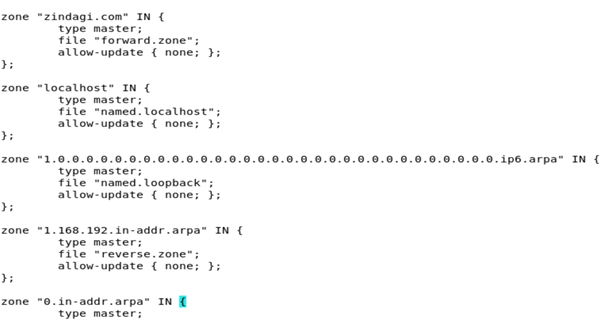 zone "zindagi.com" IN {
type master;
file "forward.zone";
allow-update { none; };
};
zone "localhost" IN {
type master;
file "named.localhost";
allow-update { none; };
};
zone "1.0.0.0.0.0.0.0.0.0.0.0.0.0.0.0.0.0.0.0.0.0.0.0.0.0.0.0.0.0.0.0.ip6.arpa" IN {
type master;
file "named.loopback";
allow-update { none; };
};
zone "1.168.192.in-addr.arpa" IN {
type master;
file "reverse.zone";
allow-update { none; };
};
zone "0.in-addr.arpa" IN {
type master;